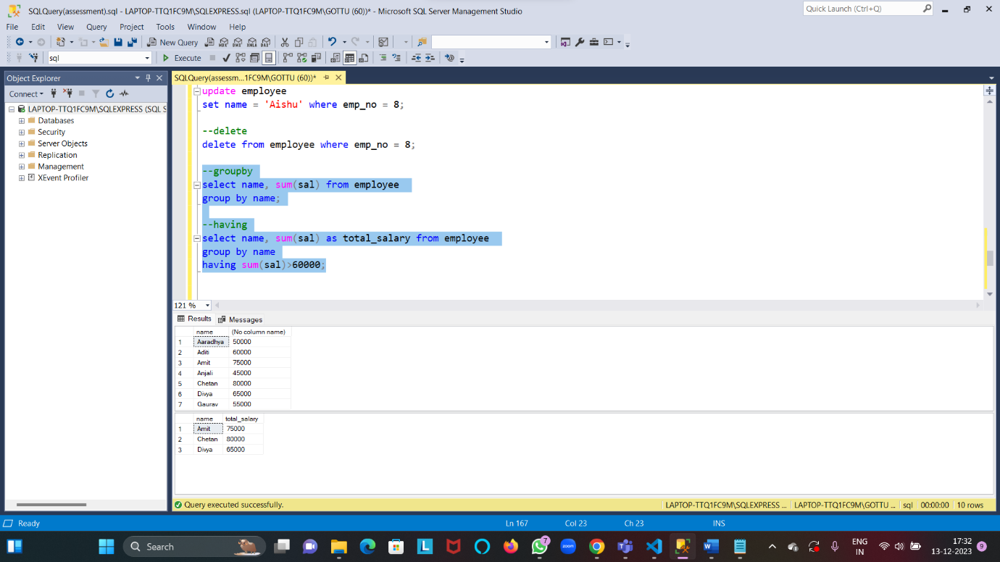 SQLQuery(assessment).sql - LAPTOP-TTQ1FC9M\SQLEXPRESS.sql (LAPTOP-TTQ1FC9M\GOTTU (60))* - Microsoft SQL Server Management Studio
Quick Launch (Ctrl+Q)
File Edit View Query Project Tools Window Help
New Query
MDX DMX XMLA DAX
sql Execute
Object Explorer
SQLQuery(assessm...1FC9M\GOTTU (60))*
Connect
LAPTOP-TTQ1FC9M\SQLEXPRESS (SQL S
Databases
Security
Server Objects
Replication
Management
XEvent Profiler
update employee
set name = 'Aishu' where emp_no = 8;
--delete
delete from employee where emp_no = 8;
--groupby
select name, sum(sal) from employee
group by name;
--having
select name, sum(sal) as total_salary from employee
group by name
having sum(sal)>60000;
121 %
Results Messages
name (No column name)
1 Aaradhya 50000
2 Aditi 60000
3 Amit 75000
4 Anjali 45000
5 Chetan 80000
6 Divya 65000
7 Gaurav 55000
name total_salary
1 Amit 75000
2 Chetan 80000
3 Divya 65000
Query executed successfully. LAPTOP-TTQ1FC9M\SQLEXPRESS ... LAPTOP-TTQ1FC9M\GOTTU ... sql 00:00:00 10 rows
Ready Ln 167 Col 23 Ch 23 INS
Search L 7 zoom W ENG IN 17:32 13-12-2023 9